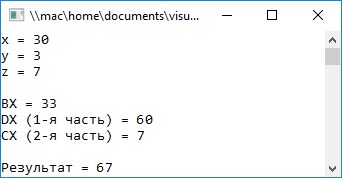 \\mac\home\documents\visu...
x = 30
y = 3
z = 7
BX = 33
DX (1-я часть) = 60
CX (2-я часть) = 7
Результат = 67